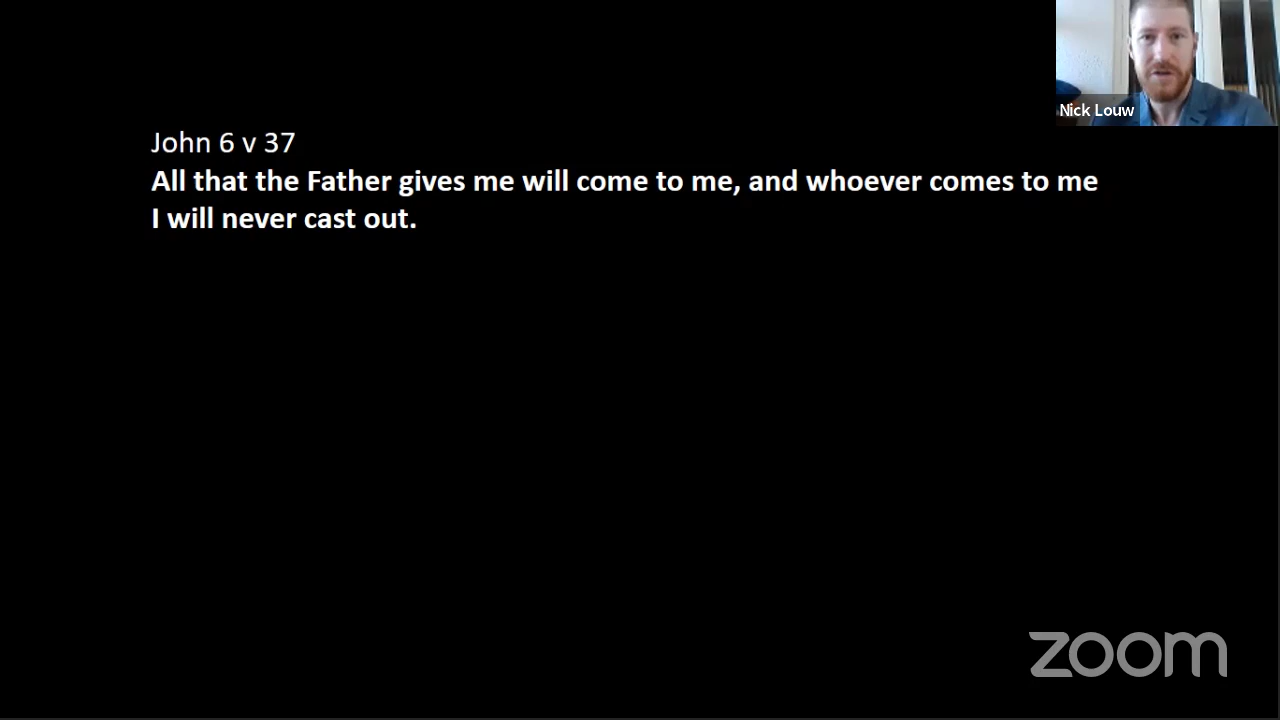 Nick Louw
John 6 v 37
All that the Father gives me will come to me, and whoever comes to me
I will never cast out.
zoom